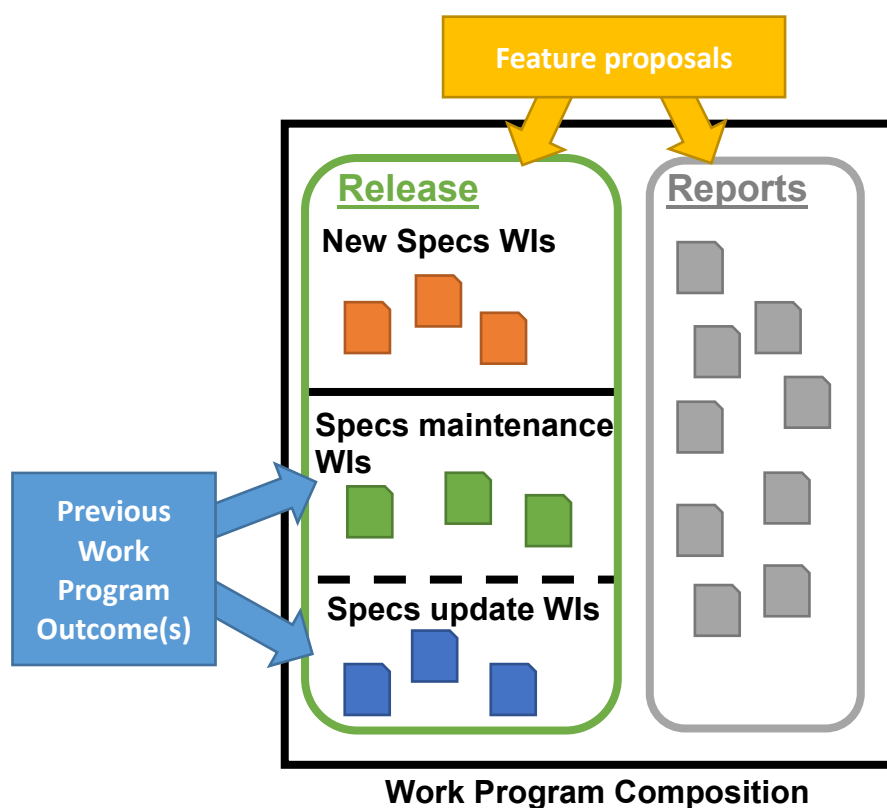 Feature proposals
Release
Reports
New Specs WIs
Specs maintenance
WIs
Previous
Work
Program
Outcome(s)
Specs update WIs
Work Program Composition